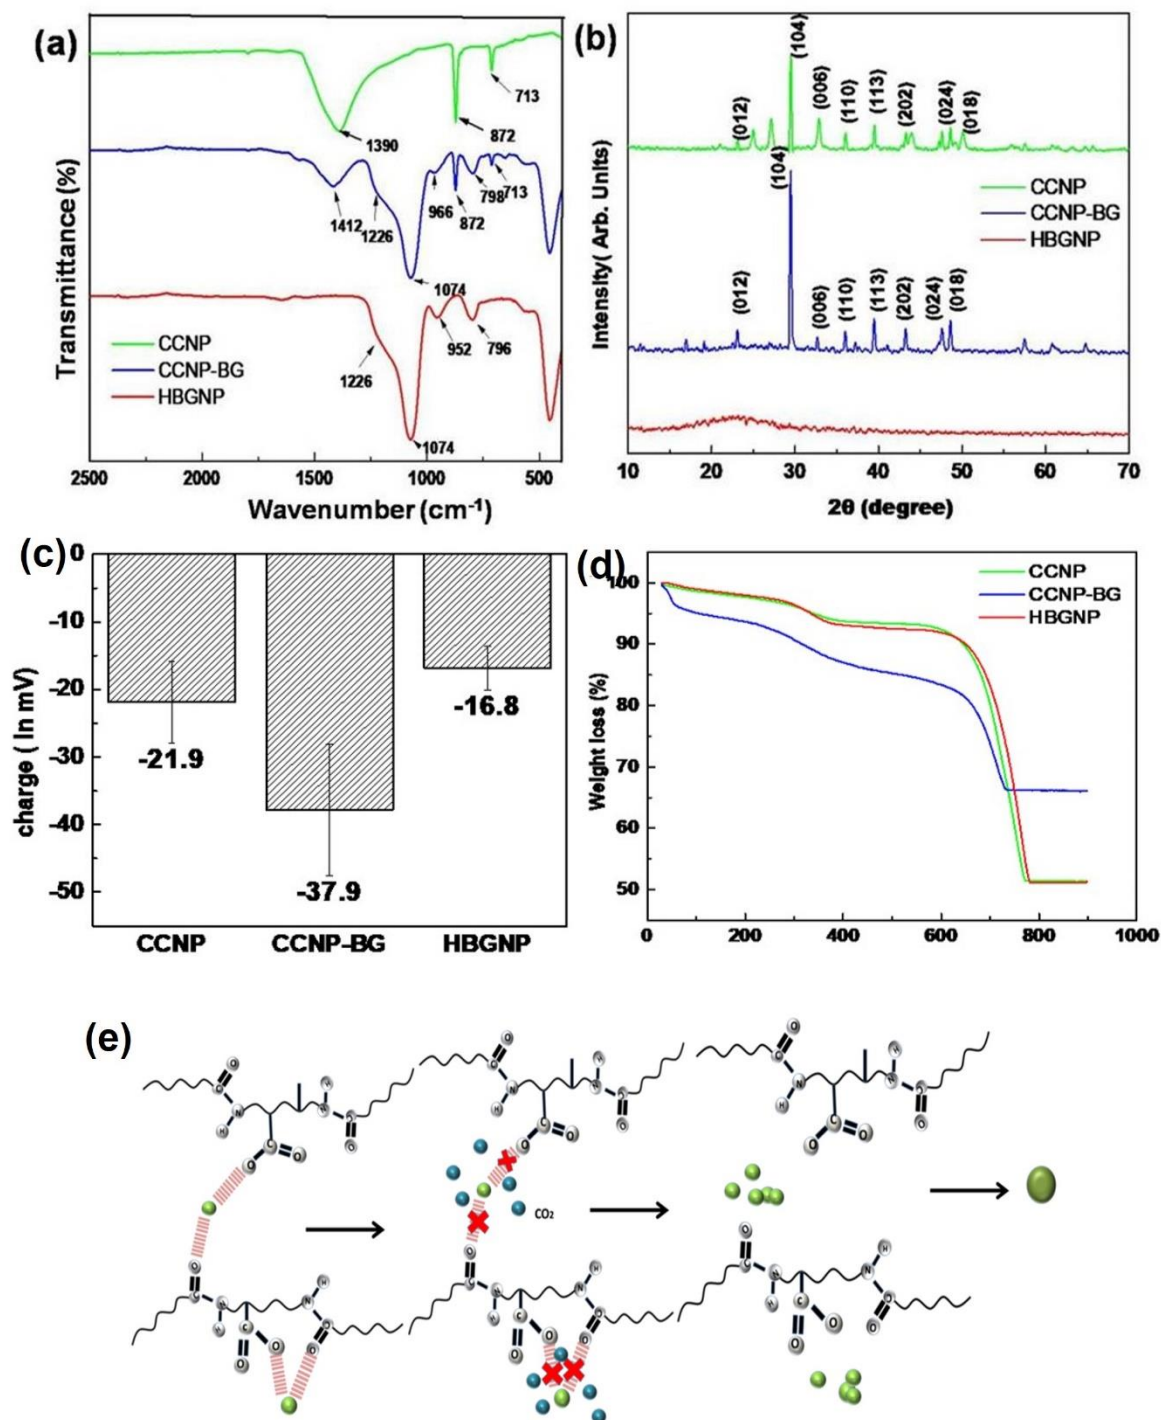 (a)
1390
872
713
1412
1226
1074
966
872
798
713
1226
1074
952
796
CCNP
CCNP-BG
HBGNP
Transmittance (%)
2500 2000 1500 1000 500
Wavenumber (cm⁻¹)
(b)
(012)
(104)
(006)
(110)
(113)
(202)
(024)
(018)
CCNP
CCNP-BG
HBGNP
(012)
(104)
(006)
(110)
(113)
(202)
(024)
(018)
Intensity( Arb. Units)
10 20 30 40 50 60 70
2θ (degree)
(c)
0
-10
-20
-30
-40
-50
charge ( In mV)
-21.9
-37.9
-16.8
CCNP CCNP-BG HBGNP
(d)
100
90
80
70
60
50
Weight loss (%)
CCNP
CCNP-BG
HBGNP
0 200 400 600 800 1000
(e)
CO₂